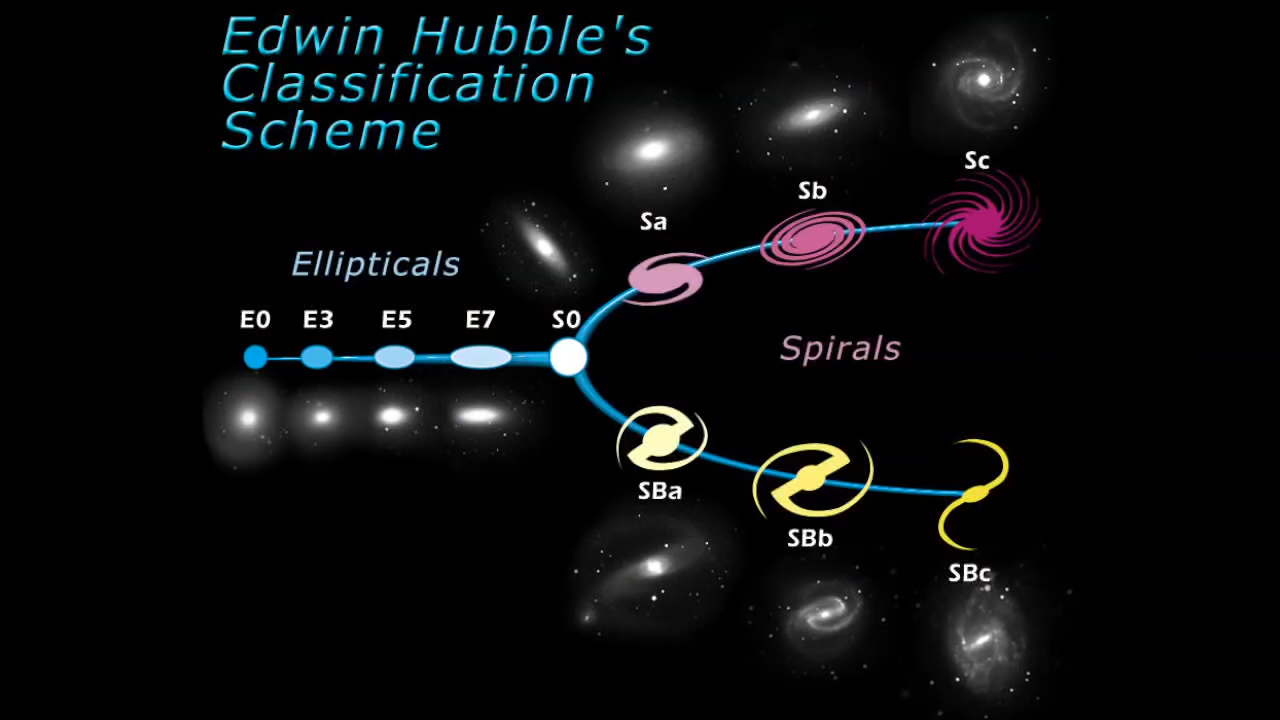 Edwin Hubble's
Classification
Scheme
Sc
Sb
Sa
Ellipticals
E0 E3 E5 E7 S0
Spirals
SBa
SBb
SBc